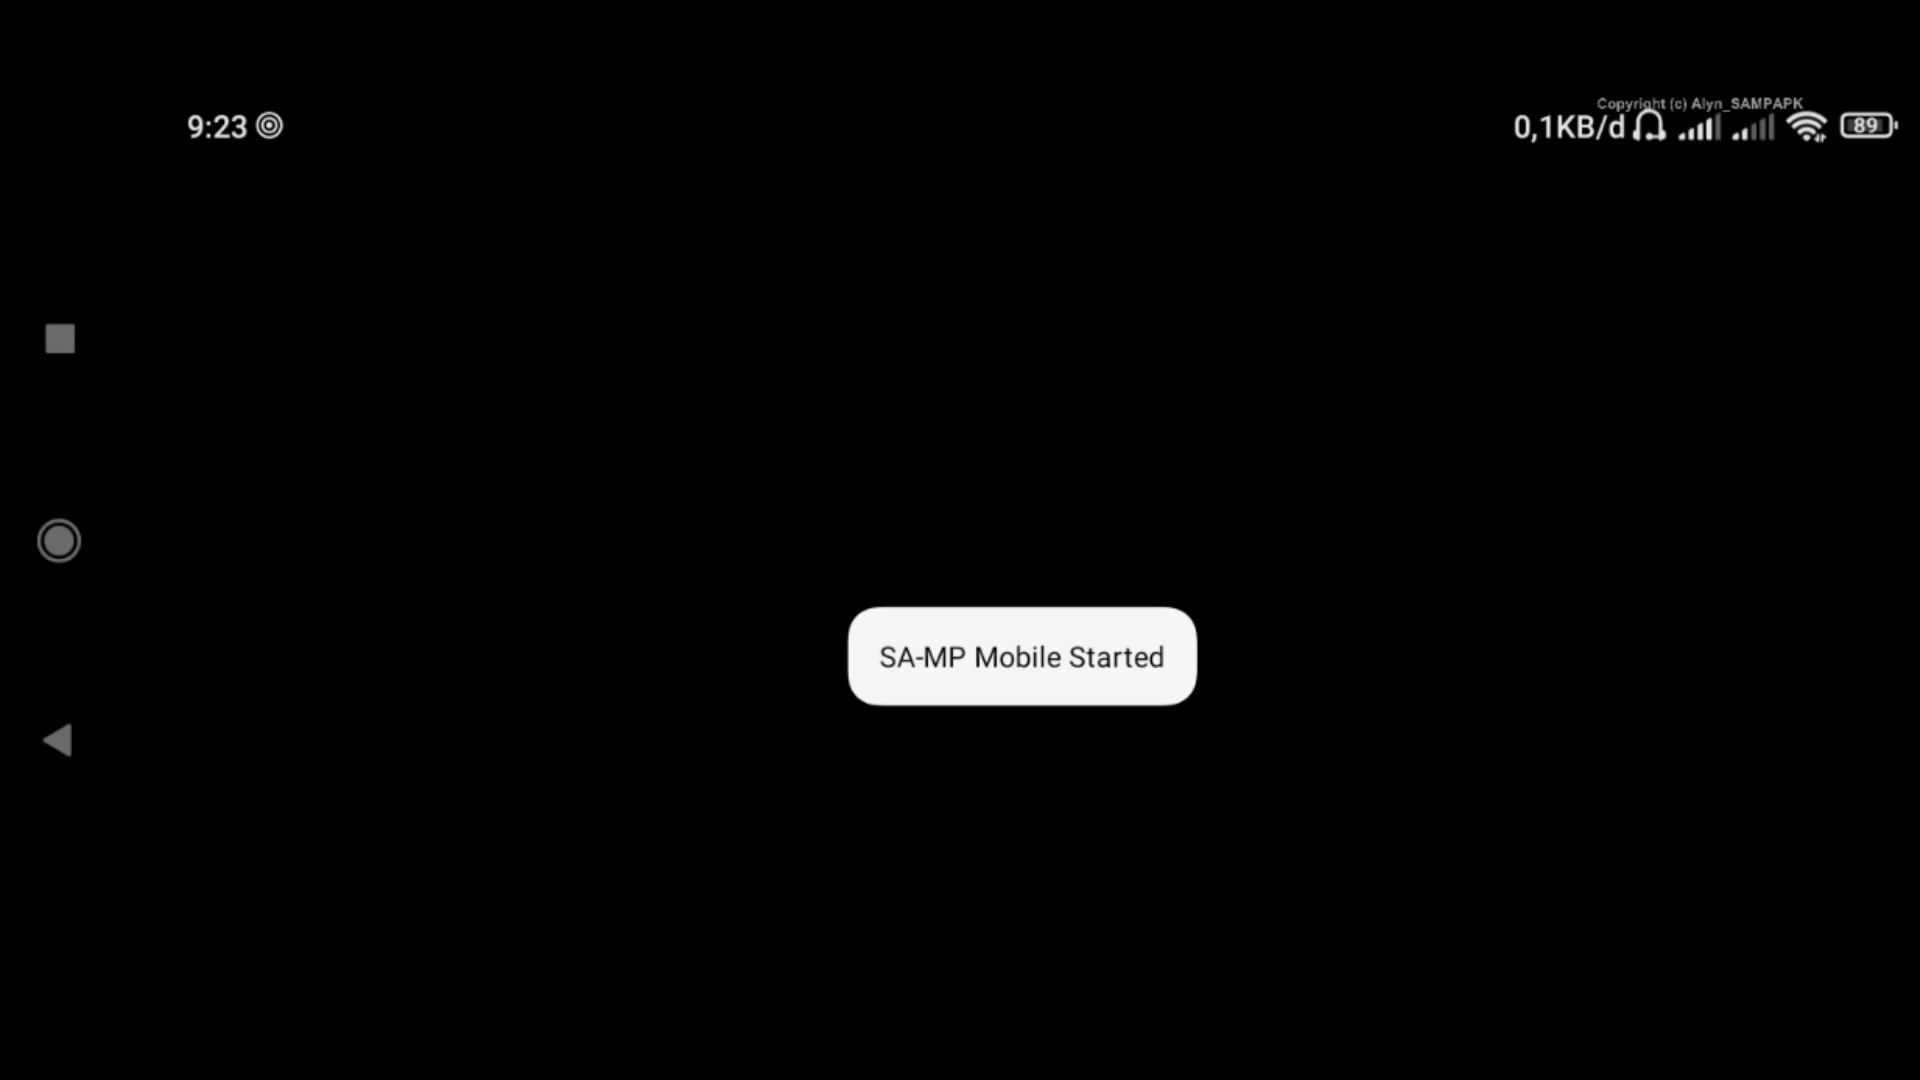 Copyright (c) Alyn_SAMPAPK
9:23
0,1KB/d
89
SA-MP Mobile Started